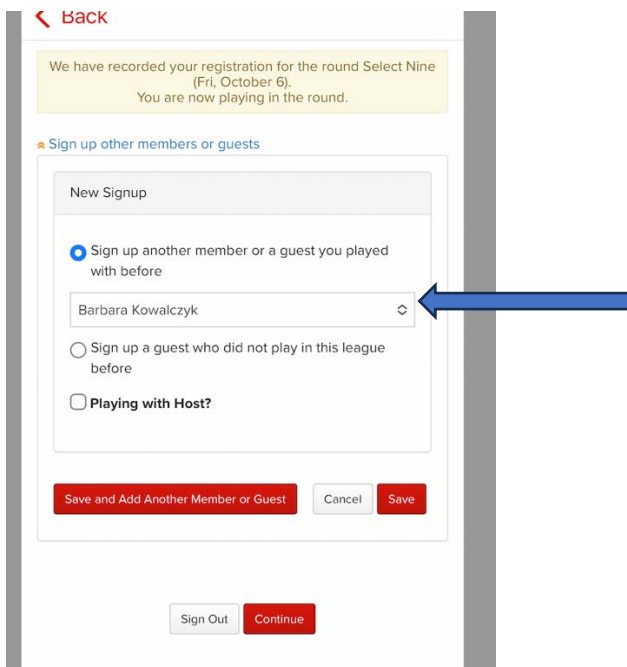 Back
We have recorded your registration for the round Select Nine
(Fri, October 6).
You are now playing in the round.
Sign up other members or guests
New Signup
Sign up another member or a guest you played
with before
Barbara Kowalczyk
Sign up a guest who did not play in this league
before
Playing with Host?
Save and Add Another Member or Guest Cancel Save
Sign Out Continue